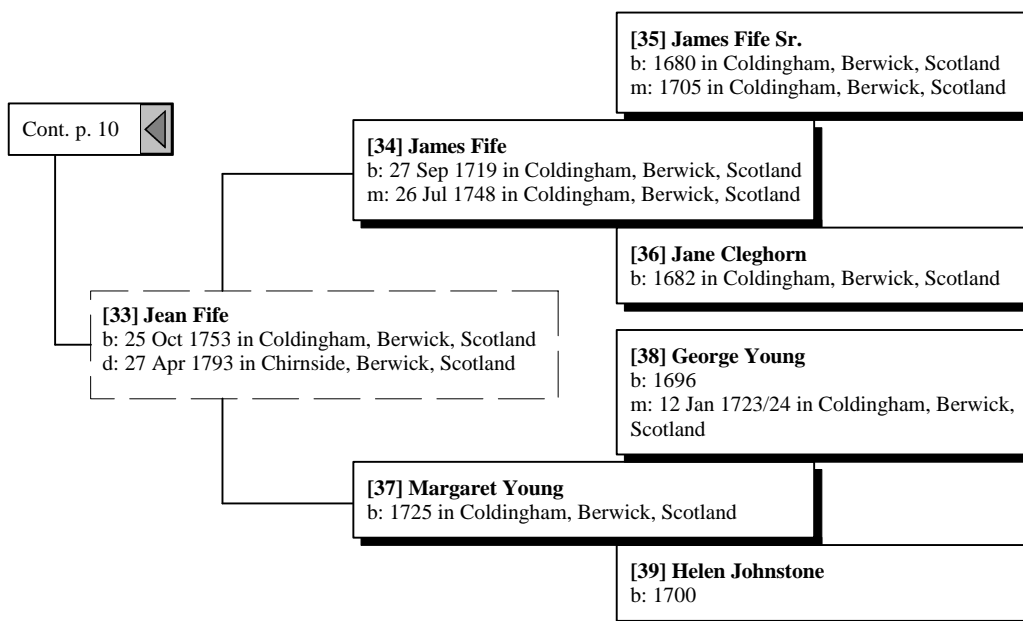 [35] James Fife Sr.
b: 1680 in Coldingham, Berwick, Scotland
m: 1705 in Coldingham, Berwick, Scotland
Cont. p. 10
[34] James Fife
b: 27 Sep 1719 in Coldingham, Berwick, Scotland
m: 26 Jul 1748 in Coldingham, Berwick, Scotland
[36] Jane Cleghorn
b: 1682 in Coldingham, Berwick, Scotland
[33] Jean Fife
b: 25 Oct 1753 in Coldingham, Berwick, Scotland
d: 27 Apr 1793 in Chirnside, Berwick, Scotland
[38] George Young
b: 1696
m: 12 Jan 1723/24 in Coldingham, Berwick,
Scotland
[37] Margaret Young
b: 1725 in Coldingham, Berwick, Scotland
[39] Helen Johnstone
b: 1700